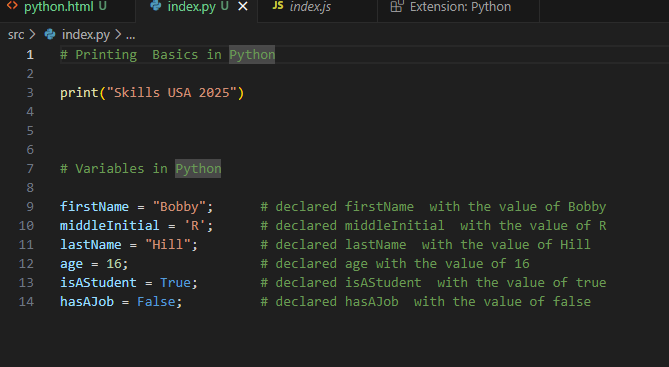 python.html U index.py U JS index.js Extension: Python
src > index.py > ...
1 # Printing  Basics in Python
2
3 print("Skills USA 2025")
4
5
6
7 # Variables in Python
8
9 firstName = "Bobby";      # declared firstName  with the value of Bobby
10 middleInitial = 'R';      # declared middleInitial  with the value of R
11 lastName = "Hill";        # declared lastName  with the value of Hill
12 age = 16;                 # declared age with the value of 16
13 isAStudent = True;        # declared isAStudent  with the value of true
14 hasAJob = False;          # declared hasAJob  with the value of false